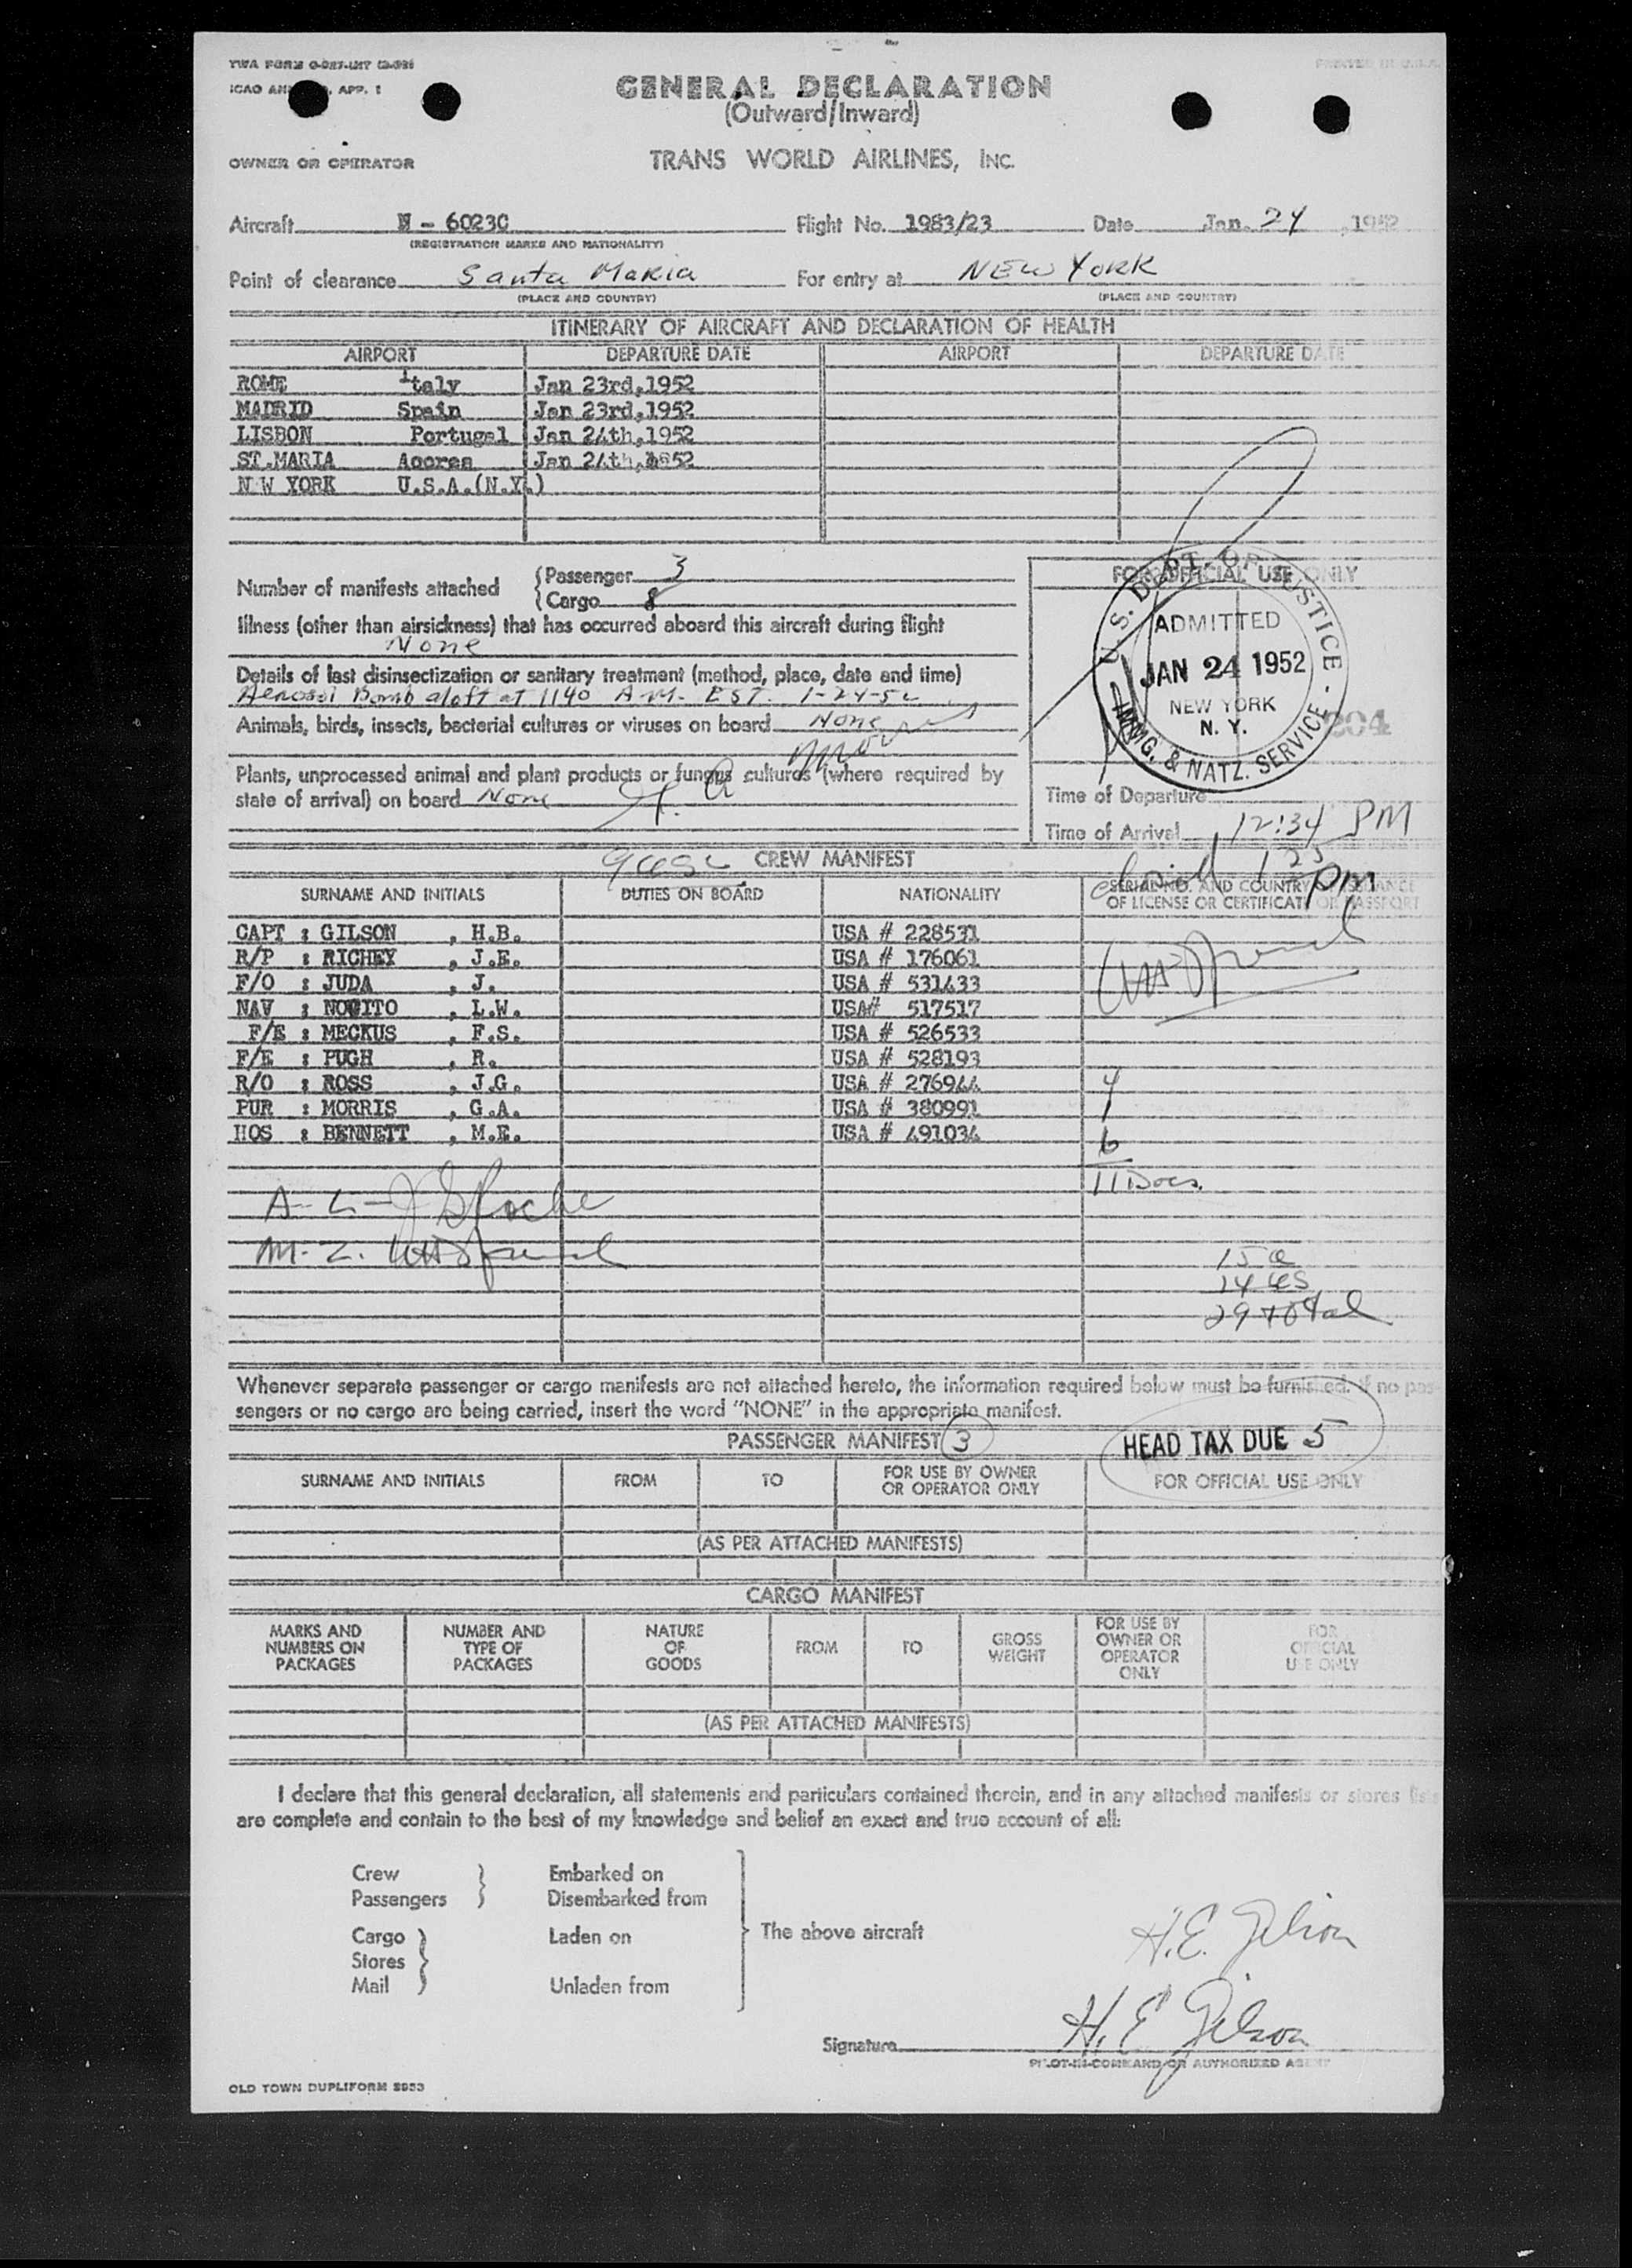 TWA FORM
PRINTED IN U.S.A.
ICAO APP. 1
GENERAL DECLARATION
(Outward/Inward)
OWNER OR OPERATOR TRANS WORLD AIRLINES, INC.
Aircraft N - 6023C Flight No. 1983/23 Date Jan. 24, 1952
(REGISTRATION MARKS AND NATIONALITY)
Point of clearance Santa Maria For entry at NEW YORK
(PLACE AND COUNTRY) (PLACE AND COUNTRY)
ITINERARY OF AIRCRAFT AND DECLARATION OF HEALTH
AIRPORT DEPARTURE DATE AIRPORT DEPARTURE DATE
ROME Italy Jan 23rd,1952
MADRID Spain Jan 23rd,1952
LISBON Portugal Jan 24th,1952
ST.MARIA Acores Jan 24th,1952
N W YORK U.S.A.(N.Y.)
Number of manifests attached {Passenger 3
{Cargo 8
FOR OFFICIAL USE ONLY
U.S. DEPT. OF JUSTICE - IMMG. & NATZ. SERVICE -
ADMITTED
JAN 24 1952
NEW YORK
N. Y.
204
Illness (other than airsickness) that has occurred aboard this aircraft during flight
None
Details of last disinsectization or sanitary treatment (method, place, date and time)
Aerosol Bomb aloft at 1140 A.M. EST. 1-24-52
Animals, birds, insects, bacterial cultures or viruses on board None
Plants, unprocessed animal and plant products or fungus cultures (where required by
state of arrival) on board None
Time of Departure
Time of Arrival 12:34 PM
CREW MANIFEST
1 25 PM
SURNAME AND INITIALS DUTIES ON BOARD NATIONALITY SERIAL NO. AND COUNTRY OF ISSUANCE
OF LICENSE OR CERTIFICATE OR PASSPORT
CAPT : GILSON , H.B. USA # 228531
R/P : RICHEY , J.E. USA # 176061
F/O : JUDA , J. USA # 531433
NAV : NOCITO , L.W. USA# 517517
F/E : MECKUS , F.S. USA # 526533
F/E : PUGH , R. USA # 528193
R/O : ROSS , J.G. USA # 276944 4
PUR : MORRIS , G.A. USA # 380991 1
HOS : BENNETT , M.E. USA # 491034 6
11 Docs.
A-L-
M-Z.
15 a
14 us
29 total
Whenever separate passenger or cargo manifests are not attached hereto, the information required below must be furnished. If no pas-
sengers or no cargo are being carried, insert the word "NONE" in the appropriate manifest.
PASSENGER MANIFEST 3
HEAD TAX DUE 5
SURNAME AND INITIALS FROM TO FOR USE BY OWNER OR OPERATOR ONLY FOR OFFICIAL USE ONLY
(AS PER ATTACHED MANIFESTS)
CARGO MANIFEST
MARKS AND NUMBERS ON PACKAGES NUMBER AND TYPE OF PACKAGES NATURE OF GOODS FROM TO GROSS WEIGHT FOR USE BY OWNER OR OPERATOR ONLY FOR OFFICIAL USE ONLY
(AS PER ATTACHED MANIFESTS)
I declare that this general declaration, all statements and particulars contained therein, and in any attached manifests or stores lists
are complete and contain to the best of my knowledge and belief an exact and true account of all:
Crew } Embarked on
Passengers } Disembarked from
Cargo } Laden on } The above aircraft
Stores }
Mail } Unladen from
H.E. Gilson
Signature H. E Gilson
PILOT-IN-COMMAND OR AUTHORIZED AGENT
OLD TOWN DUPLIFORM